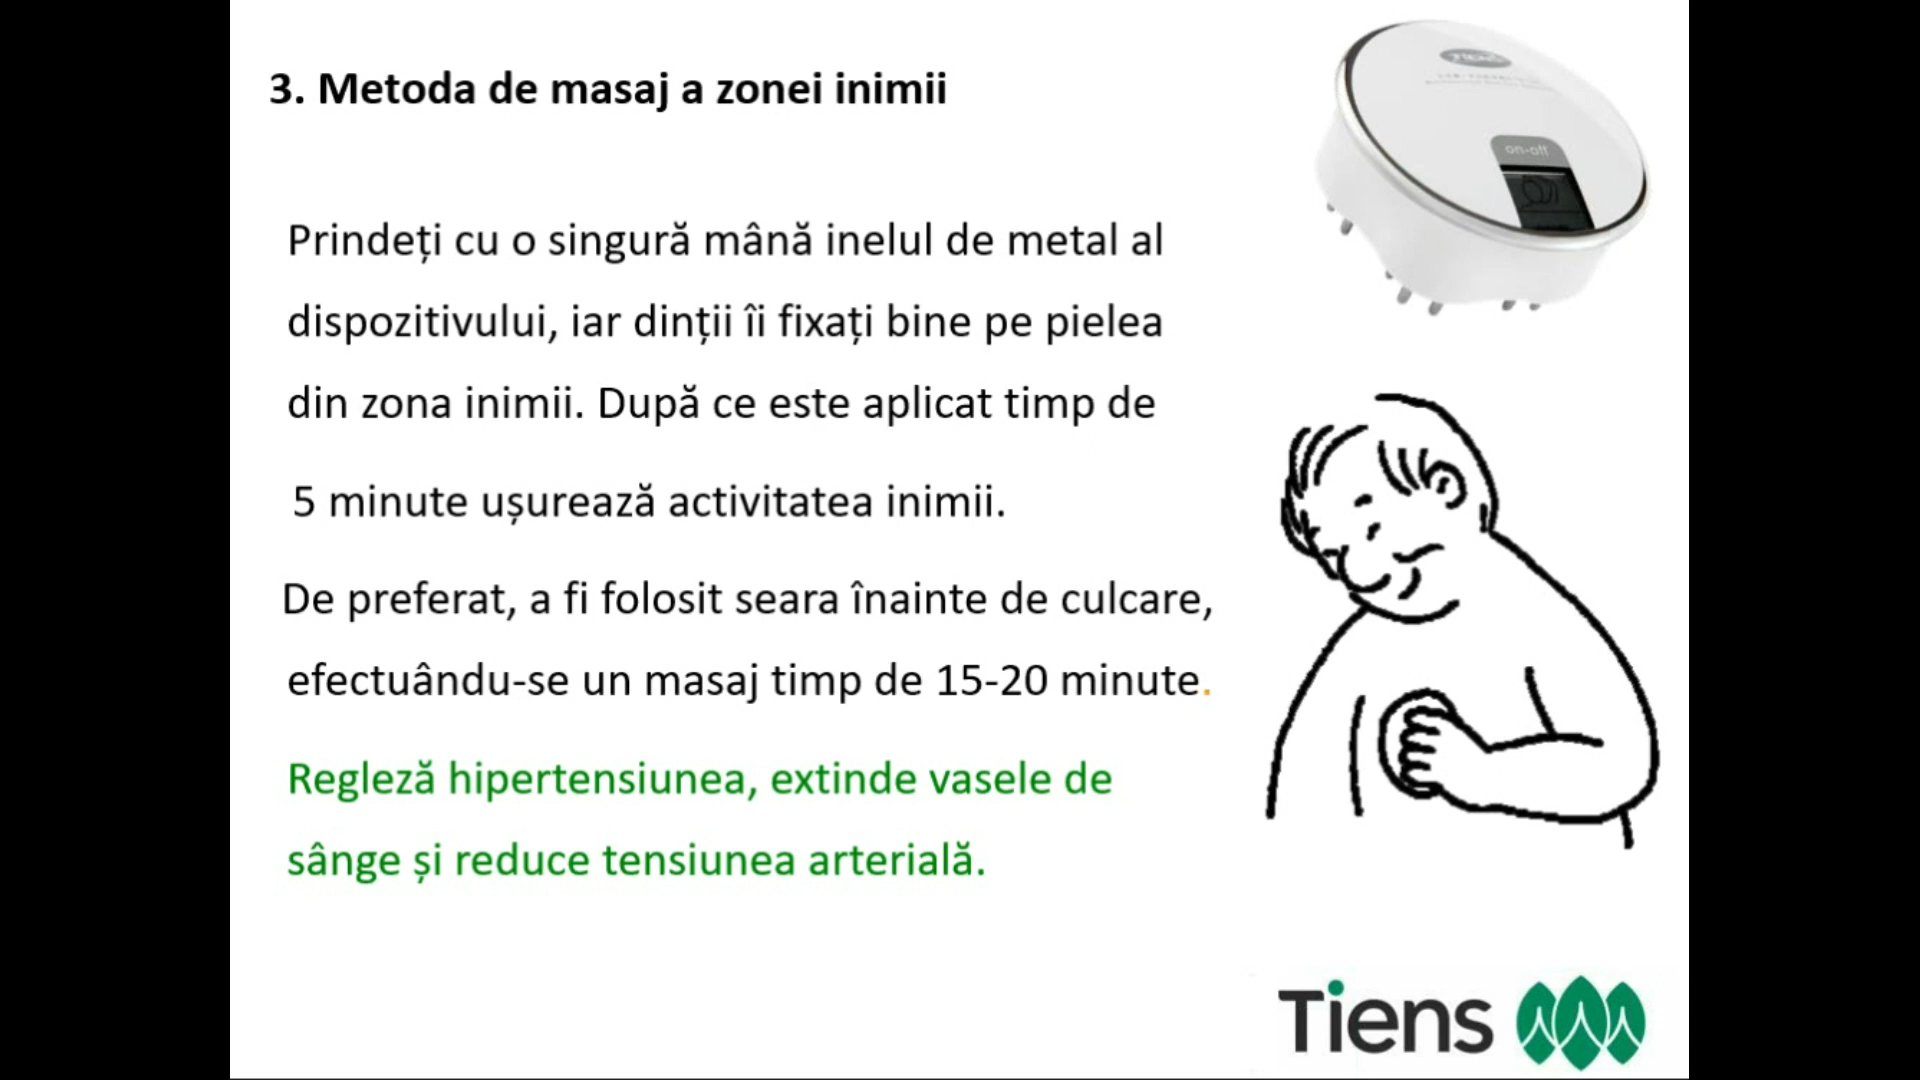 3. Metoda de masaj a zonei inimii
Prindeți cu o singură mână inelul de metal al
dispozitivului, iar dinții îi fixați bine pe pielea
din zona inimii. După ce este aplicat timp de
5 minute ușurează activitatea inimii.
De preferat, a fi folosit seara înainte de culcare,
efectuându-se un masaj timp de 15-20 minute.
Regleză hipertensiunea, extinde vasele de
sânge și reduce tensiunea arterială.
on-off
Tiens